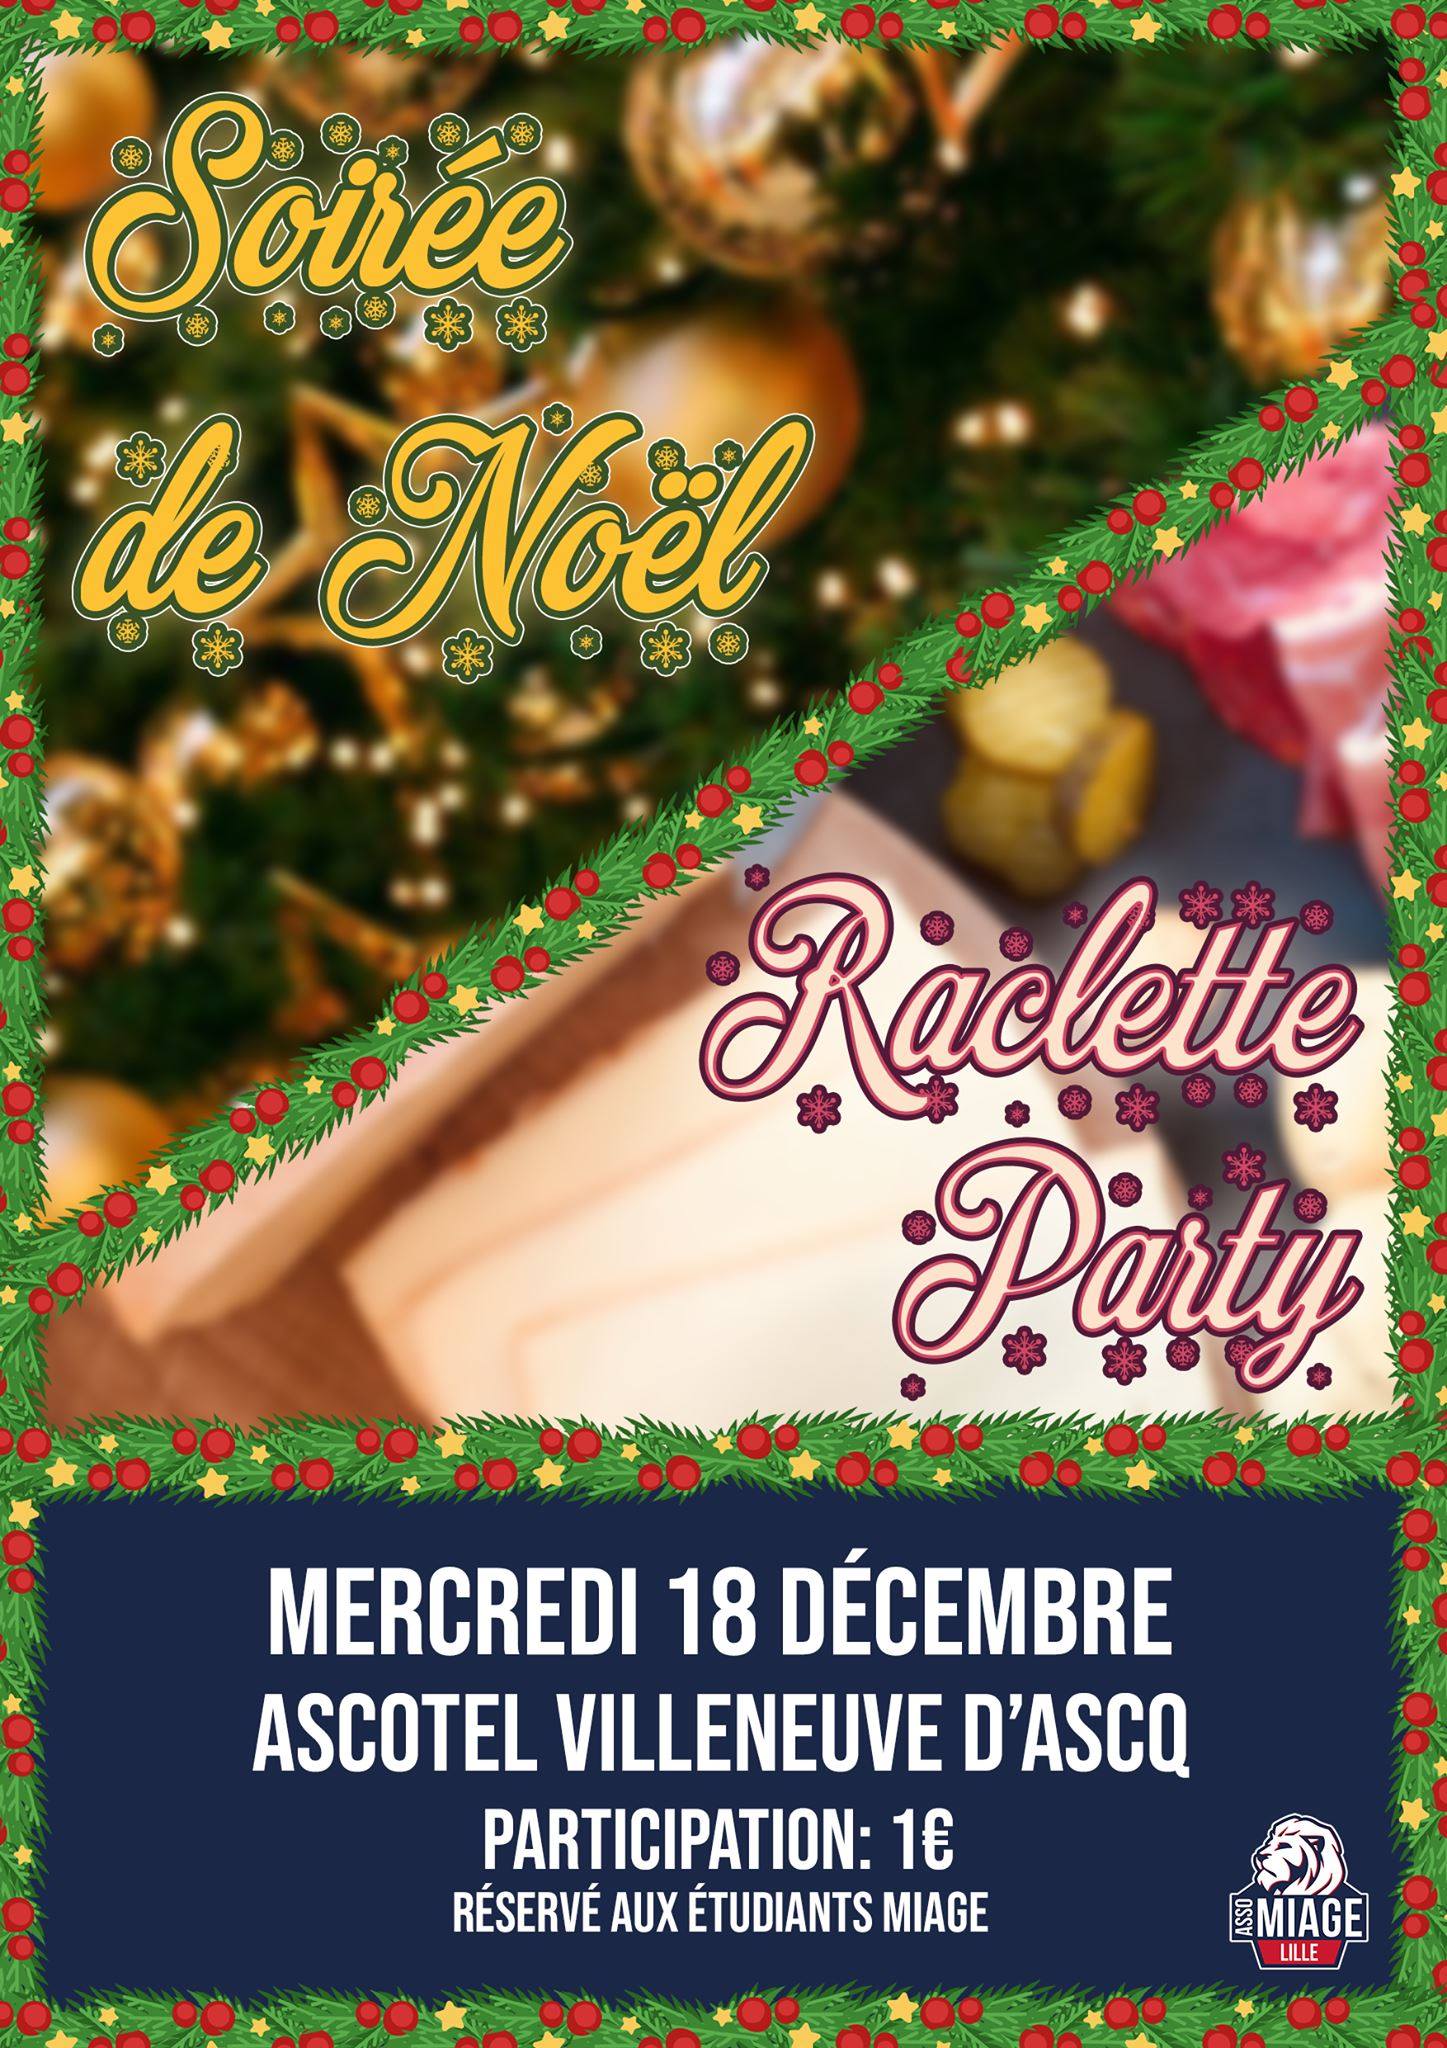 Soirée
de Noël
Raclette
Party
MERCREDI 18 DÉCEMBRE
ASCOTEL VILLENEUVE D'ASCQ
PARTICIPATION: 1€
RÉSERVÉ AUX ÉTUDIANTS MIAGE
ASSO
MIAGE
LILLE